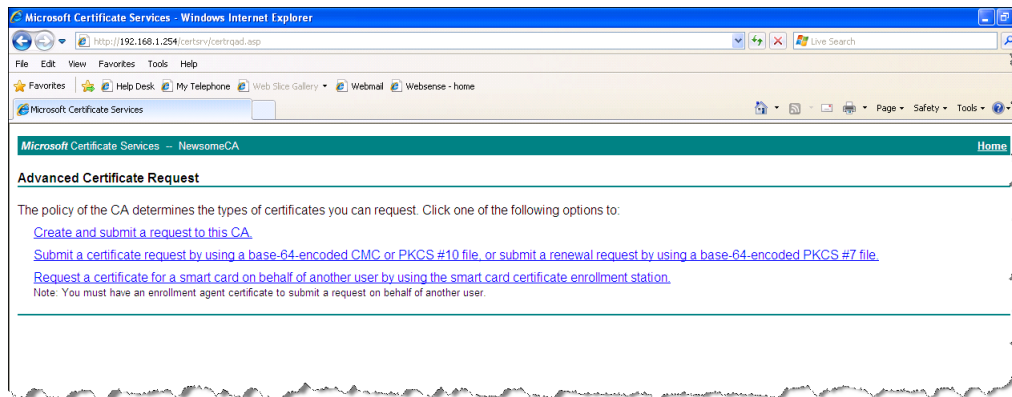 Microsoft Certificate Services - Windows Internet Explorer
http://192.168.1.254/certsrv/certrqad.asp
Live Search
File Edit View Favorites Tools Help
Favorites Help Desk My Telephone Web Slice Gallery Webmail Websense - home
Microsoft Certificate Services Page Safety Tools
Microsoft Certificate Services -- NewsomeCA Home
Advanced Certificate Request
The policy of the CA determines the types of certificates you can request. Click one of the following options to:
Create and submit a request to this CA.
Submit a certificate request by using a base-64-encoded CMC or PKCS #10 file, or submit a renewal request by using a base-64-encoded PKCS #7 file.
Request a certificate for a smart card on behalf of another user by using the smart card certificate enrollment station.
Note: You must have an enrollment agent certificate to submit a request on behalf of another user.